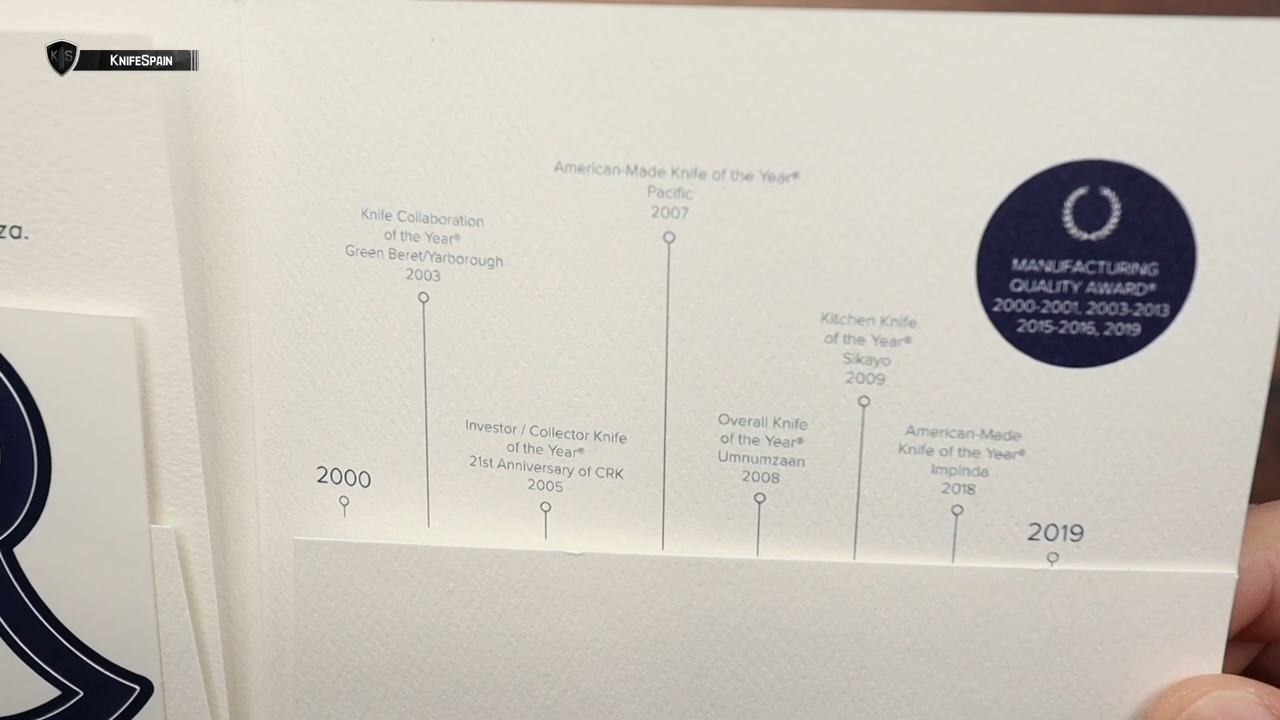 KS
KnifeSpain
za.
American-Made Knife of the Year®
Pacific
2007
Knife Collaboration
of the Year®
Green Beret/Yarborough
2003
MANUFACTURING
QUALITY AWARD®
2000-2001, 2003-2013
2015-2016, 2019
Kitchen Knife
of the Year®
Sikayo
2009
Investor / Collector Knife
of the Year®
21st Anniversary of CRK
2005
Overall Knife
of the Year®
Umnumzaan
2008
American-Made
Knife of the Year®
Impinda
2018
2000
2019